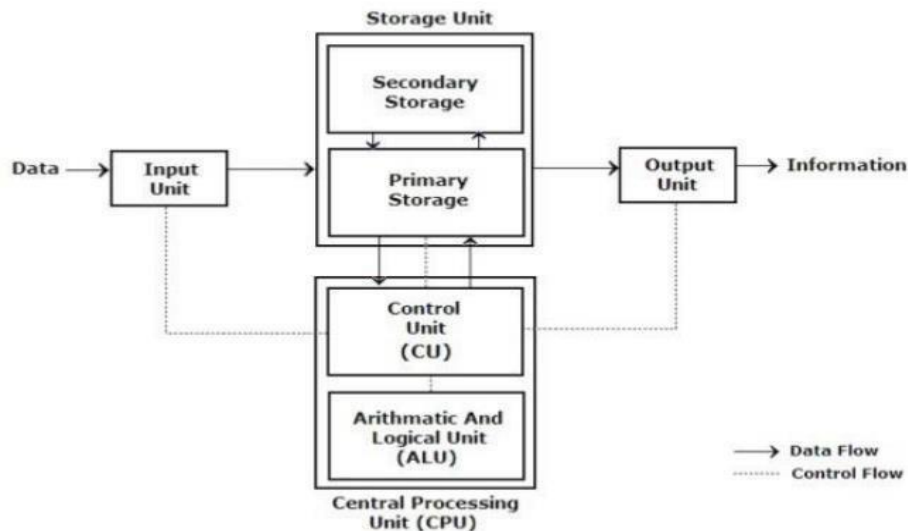 Storage Unit
Secondary
Storage
Data
Input
Unit
Primary
Storage
Output
Unit
Information
Control
Unit
(CU)
Arithmatic And
Logical Unit
(ALU)
Data Flow
Control Flow
Central Processing
Unit (CPU)